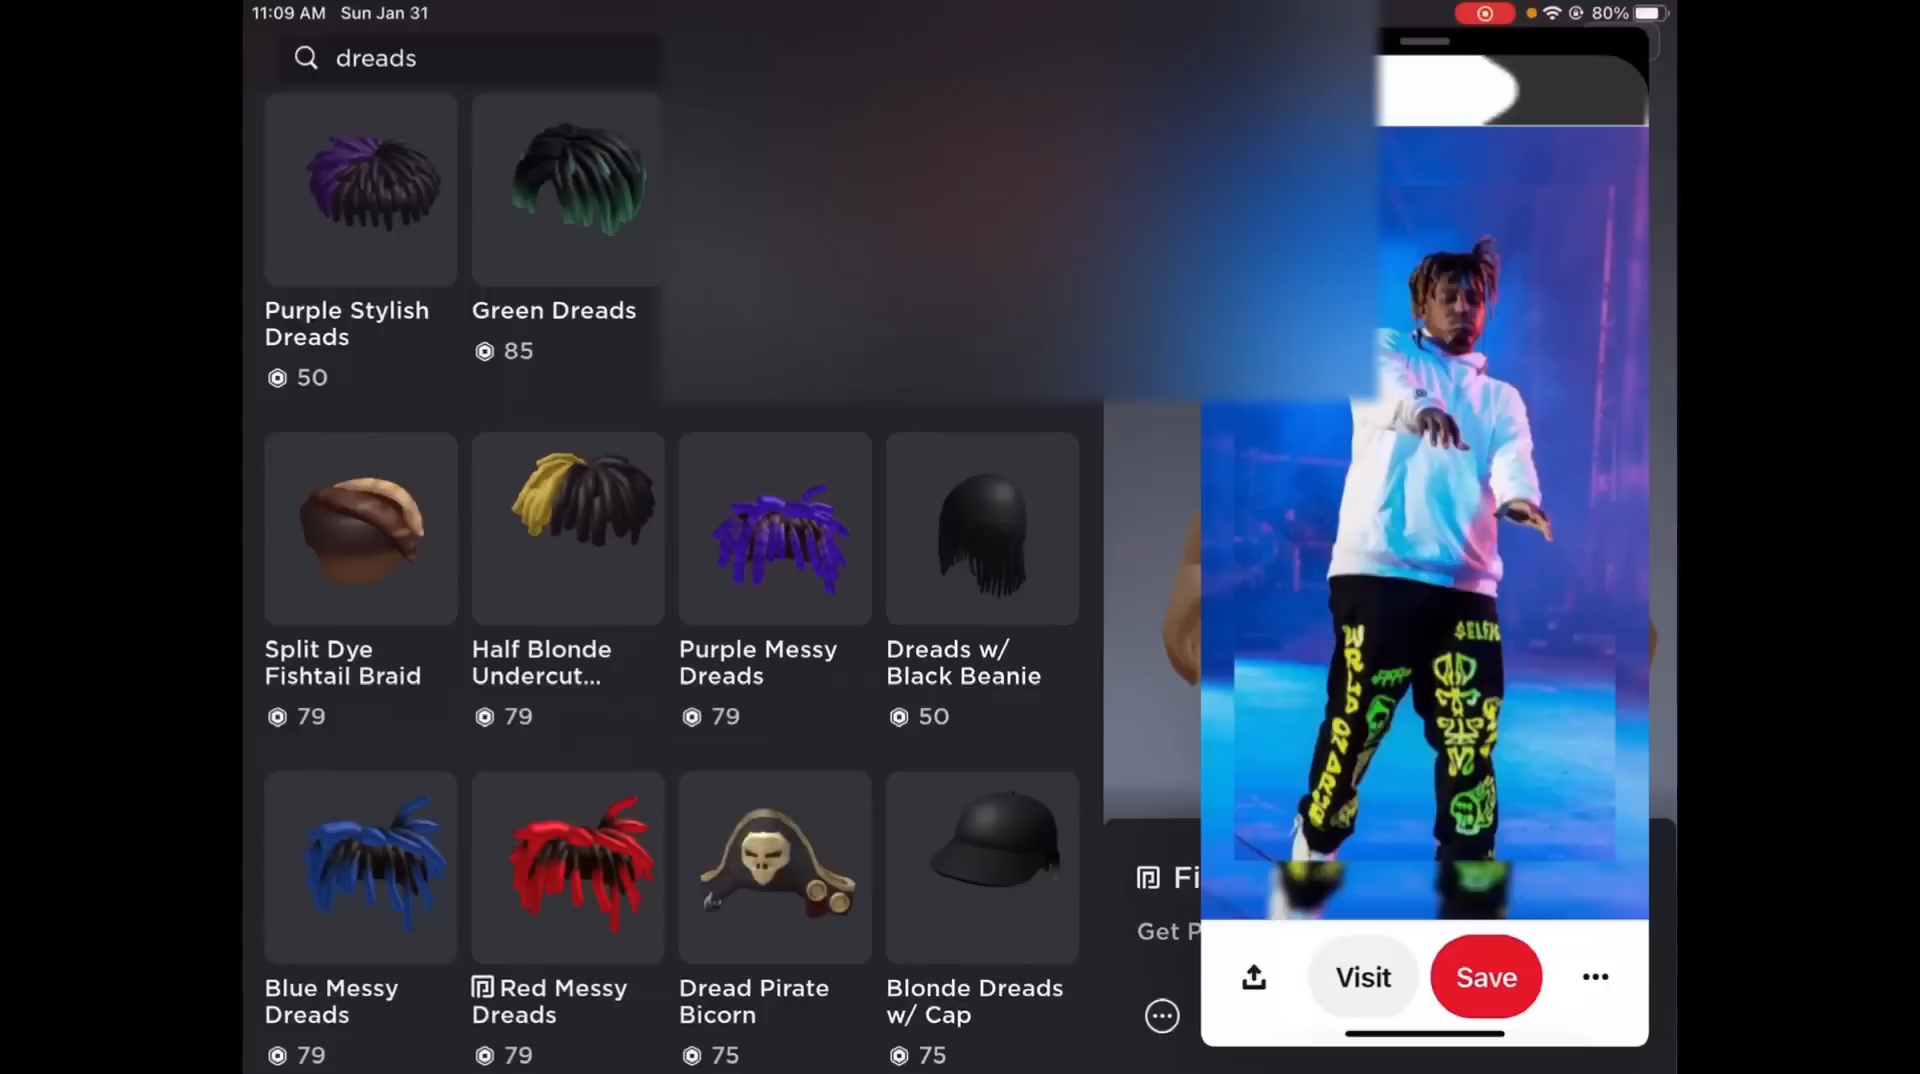 11:09 AM Sun Jan 31
80%
dreads
Purple Stylish
Dreads
50
Green Dreads
85
Split Dye
Fishtail Braid
79
Half Blonde
Undercut...
79
Purple Messy
Dreads
79
Dreads w/
Black Beanie
50
Blue Messy
Dreads
79
Red Messy
Dreads
79
Dread Pirate
Bicorn
75
Blonde Dreads
w/ Cap
75
Fi
Get P
Visit
Save